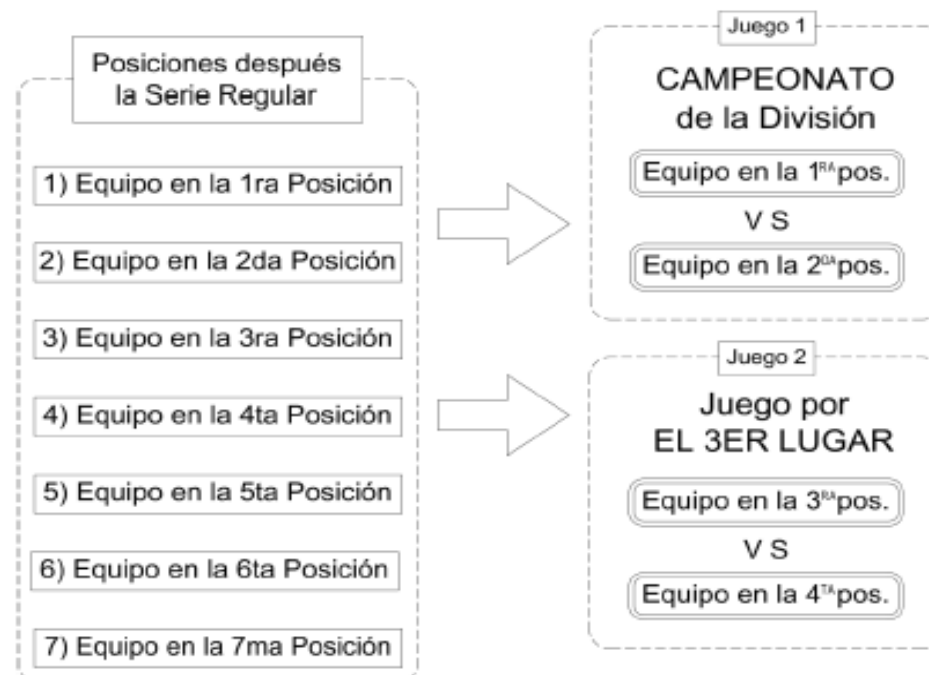 Posiciones después
la Serie Regular
1) Equipo en la 1ra Posición
2) Equipo en la 2da Posición
3) Equipo en la 3ra Posición
4) Equipo en la 4ta Posición
5) Equipo en la 5ta Posición
6) Equipo en la 6ta Posición
7) Equipo en la 7ma Posición
Juego 1
CAMPEONATO
de la División
Equipo en la 1ᴿᴬ pos.
V S
Equipo en la 2ᴰᴬ pos.
Juego 2
Juego por
EL 3ER LUGAR
Equipo en la 3ᴿᴬ pos.
V S
Equipo en la 4ᵀᴬ pos.